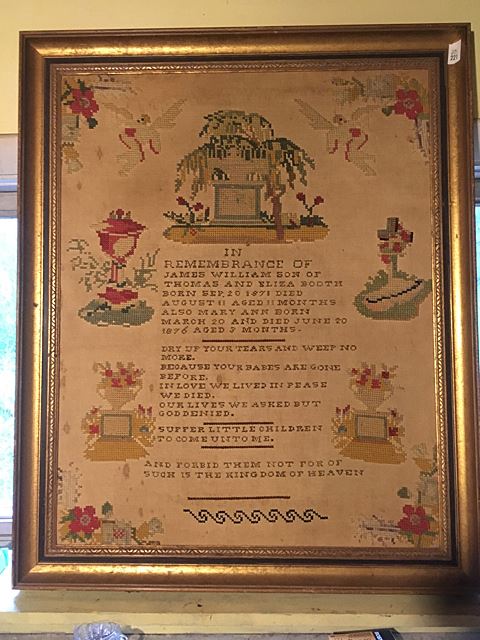 IN
REMEMBRANCE OF
JAMES WILLIAM SON OF
THOMAS AND ELIZA BOOTH
BORN SEP. 20 1871 DIED
AUGUST 11 AGED 11 MONTHS
ALSO MARY ANN BORN
MARCH 20 AND DIED JUNE 20
1876 AGED 3 MONTHS.
DRY UP YOUR TEARS AND WEEP NO
MORE.
BECAUSE YOUR BABES ARE GONE
BEFORE.
IN LOVE WE LIVED IN PEASE
WE DIED.
OUR LIVES WE ASKED BUT
GOD DENIED.
SUFFER LITTLE CHILDREN
TO COME UNTO ME.
AND FORBID THEM NOT FOR OF
SUCH IS THE KINGDOM OF HEAVEN
221